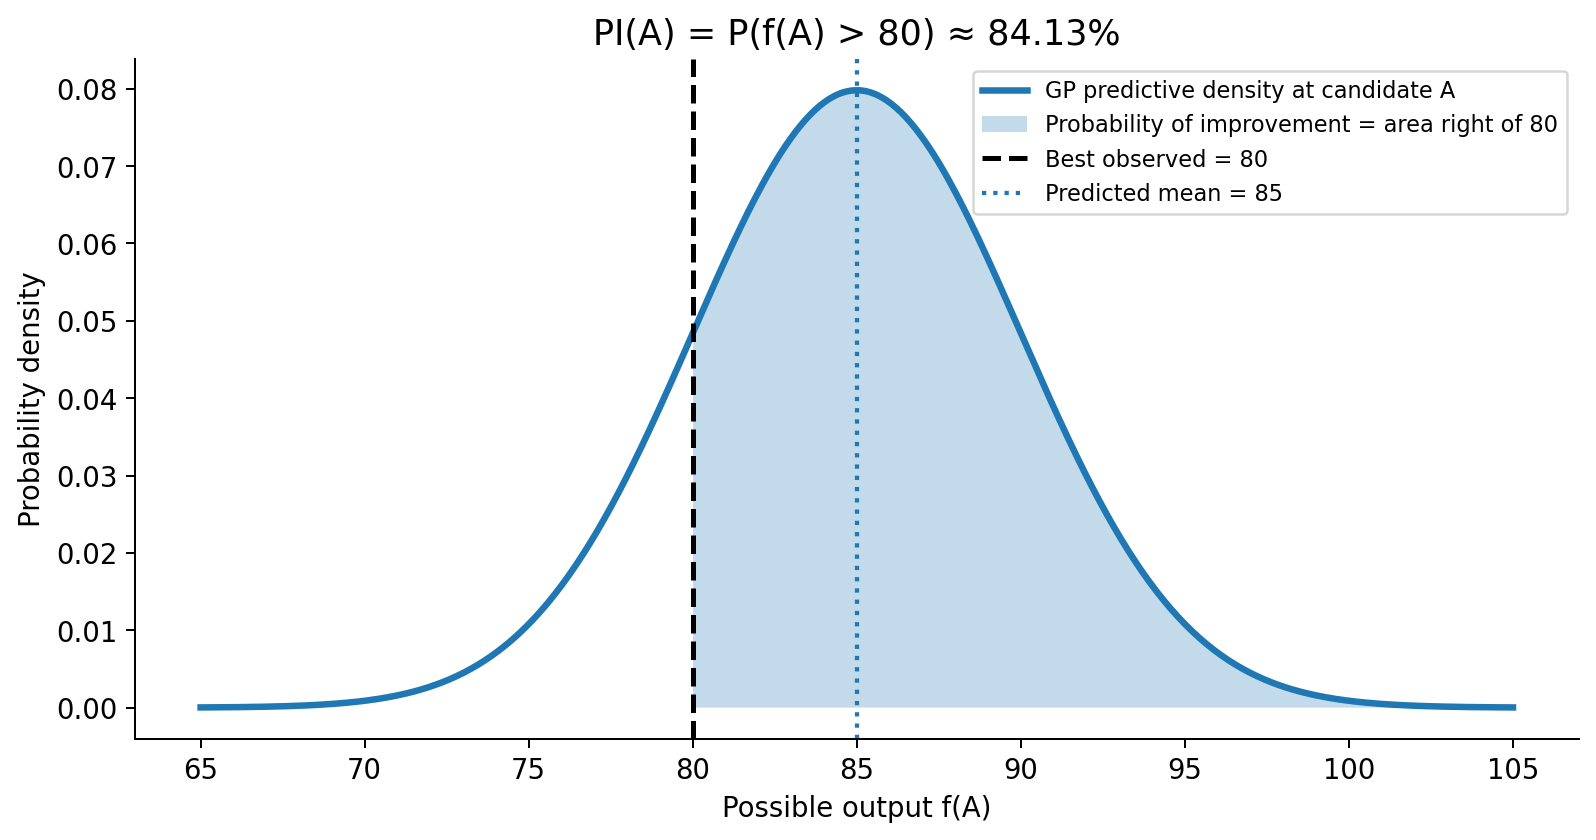 PI(A) = P(f(A) > 80) ≈ 84.13%
GP predictive density at candidate A
Probability of improvement = area right of 80
Best observed = 80
Predicted mean = 85
Probability density
0.08
0.07
0.06
0.05
0.04
0.03
0.02
0.01
0.00
65 70 75 80 85 90 95 100 105
Possible output f(A)